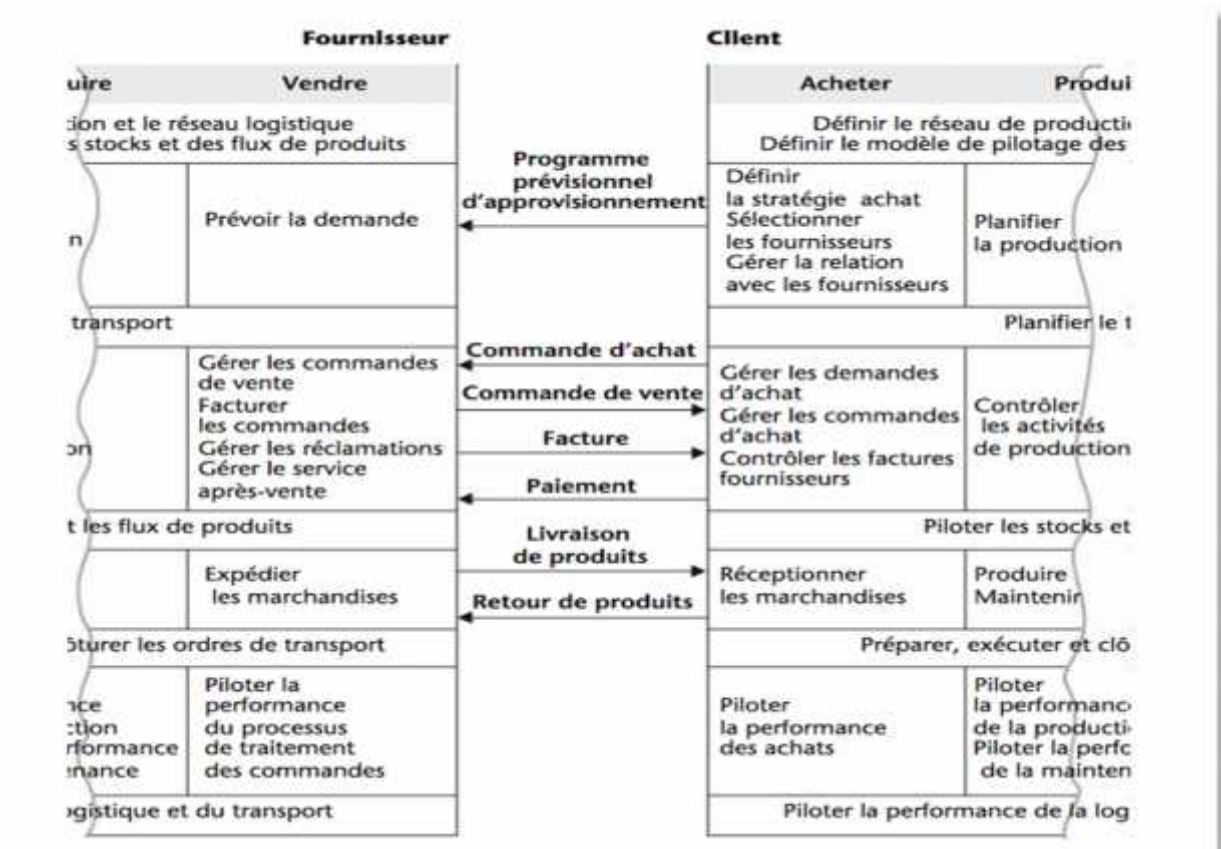 Fournisseur
Client
uire
Vendre
Acheter
Produi
ion et le réseau logistique
s stocks et des flux de produits
Définir le réseau de producti
Définir le modèle de pilotage des
Prévoir la demande
n
Programme
prévisionnel
d'approvisionnement
Définir
la stratégie achat
Sélectionner
les fournisseurs
Gérer la relation
avec les fournisseurs
Planifier
la production
transport
Planifier le t
Gérer les commandes
de vente
Facturer
les commandes
Gérer les réclamations
Gérer le service
après-vente
on
Commande d'achat
Commande de vente
Facture
Paiement
Gérer les demandes
d'achat
Gérer les commandes
d'achat
Contrôler les factures
fournisseurs
Contrôler
les activités
de production
t les flux de produits
Piloter les stocks et
Expédier
les marchandises
Livraison
de produits
Retour de produits
Réceptionner
les marchandises
Produire
Maintenir
ôturer les ordres de transport
Préparer, exécuter et clô
nce
ction
rformance
enance
Piloter la
performance
du processus
de traitement
des commandes
Piloter
la performance
des achats
Piloter
la performanc
de la producti
Piloter la perfo
de la mainten
ogistique et du transport
Piloter la performance de la log